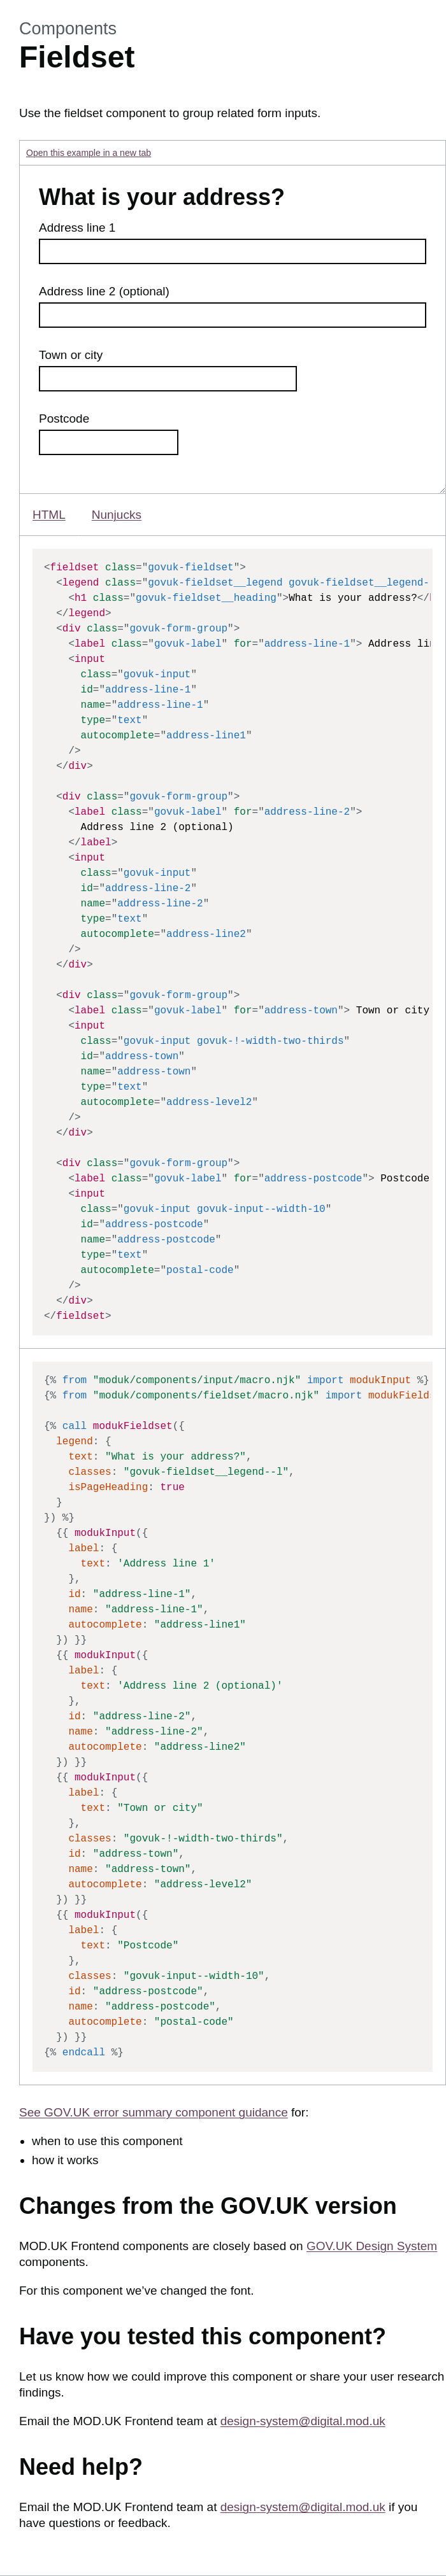 Components
Fieldset
Use the fieldset component to group related form inputs.
Open this example in a new tab
What is your address?
Address line 1
Address line 2 (optional)
Town or city
Postcode
HTML Nunjucks
<fieldset class="govuk-fieldset">
  <legend class="govuk-fieldset__legend govuk-fieldset__legend-
    <h1 class="govuk-fieldset__heading">What is your address?</
  </legend>
  <div class="govuk-form-group">
    <label class="govuk-label" for="address-line-1"> Address
    <input
      class="govuk-input"
      id="address-line-1"
      name="address-line-1"
      type="text"
      autocomplete="address-line1"
    />
  </div>

  <div class="govuk-form-group">
    <label class="govuk-label" for="address-line-2">
      Address line 2 (optional)
    </label>
    <input
      class="govuk-input"
      id="address-line-2"
      name="address-line-2"
      type="text"
      autocomplete="address-line2"
    />
  </div>

  <div class="govuk-form-group">
    <label class="govuk-label" for="address-town"> Town or city
    <input
      class="govuk-input govuk-!-width-two-thirds"
      id="address-town"
      name="address-town"
      type="text"
      autocomplete="address-level2"
    />
  </div>

  <div class="govuk-form-group">
    <label class="govuk-label" for="address-postcode"> Postcode
    <input
      class="govuk-input govuk-input--width-10"
      id="address-postcode"
      name="address-postcode"
      type="text"
      autocomplete="postal-code"
    />
  </div>
</fieldset>
{% from "moduk/components/input/macro.njk" import modukInput %}
{% from "moduk/components/fieldset/macro.njk" import modukField

{% call modukFieldset({
  legend: {
    text: "What is your address?",
    classes: "govuk-fieldset__legend--l",
    isPageHeading: true
  }
}) %}
  {{ modukInput({
    label: {
      text: 'Address line 1'
    },
    id: "address-line-1",
    name: "address-line-1",
    autocomplete: "address-line1"
  }) }}
  {{ modukInput({
    label: {
      text: 'Address line 2 (optional)'
    },
    id: "address-line-2",
    name: "address-line-2",
    autocomplete: "address-line2"
  }) }}
  {{ modukInput({
    label: {
      text: "Town or city"
    },
    classes: "govuk-!-width-two-thirds",
    id: "address-town",
    name: "address-town",
    autocomplete: "address-level2"
  }) }}
  {{ modukInput({
    label: {
      text: "Postcode"
    },
    classes: "govuk-input--width-10",
    id: "address-postcode",
    name: "address-postcode",
    autocomplete: "postal-code"
  }) }}
{% endcall %}
See GOV.UK error summary component guidance for:
• when to use this component
• how it works
Changes from the GOV.UK version
MOD.UK Frontend components are closely based on GOV.UK Design System
components.
For this component we’ve changed the font.
Have you tested this component?
Let us know how we could improve this component or share your user research
findings.
Email the MOD.UK Frontend team at design-system@digital.mod.uk
Need help?
Email the MOD.UK Frontend team at design-system@digital.mod.uk if you
have questions or feedback.